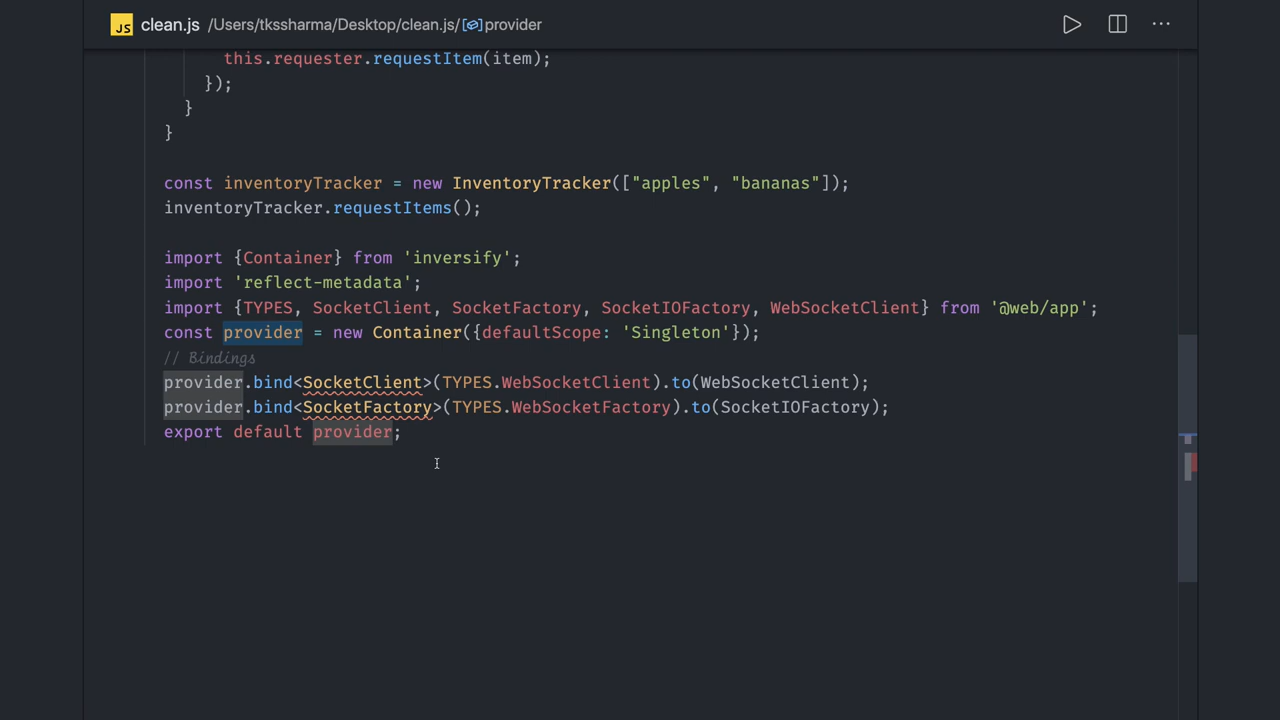 JS clean.js /Users/tkssharma/Desktop/clean.js/provider
this.requester.requestItem(item);
});
}
}
const inventoryTracker = new InventoryTracker(["apples", "bananas"]);
inventoryTracker.requestItems();
import {Container} from 'inversify';
import 'reflect-metadata';
import {TYPES, SocketClient, SocketFactory, SocketIOFactory, WebSocketClient} from '@web/app';
const provider = new Container({defaultScope: 'Singleton'});
// Bindings
provider.bind<SocketClient>(TYPES.WebSocketClient).to(WebSocketClient);
provider.bind<SocketFactory>(TYPES.WebSocketFactory).to(SocketIOFactory);
export default provider;